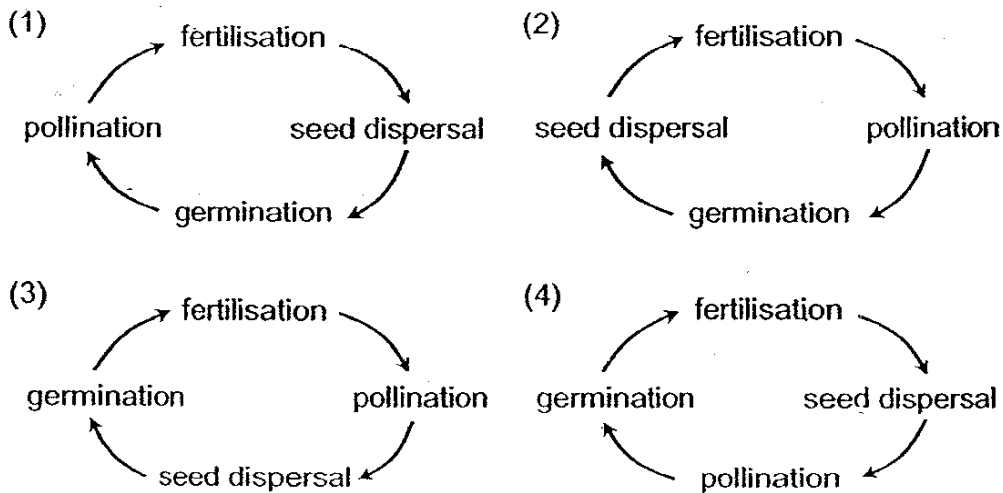 (1)
fertilisation
pollination
seed dispersal
germination
(2)
fertilisation
seed dispersal
pollination
germination
(3)
fertilisation
germination
pollination
seed dispersal
(4)
fertilisation
germination
seed dispersal
pollination